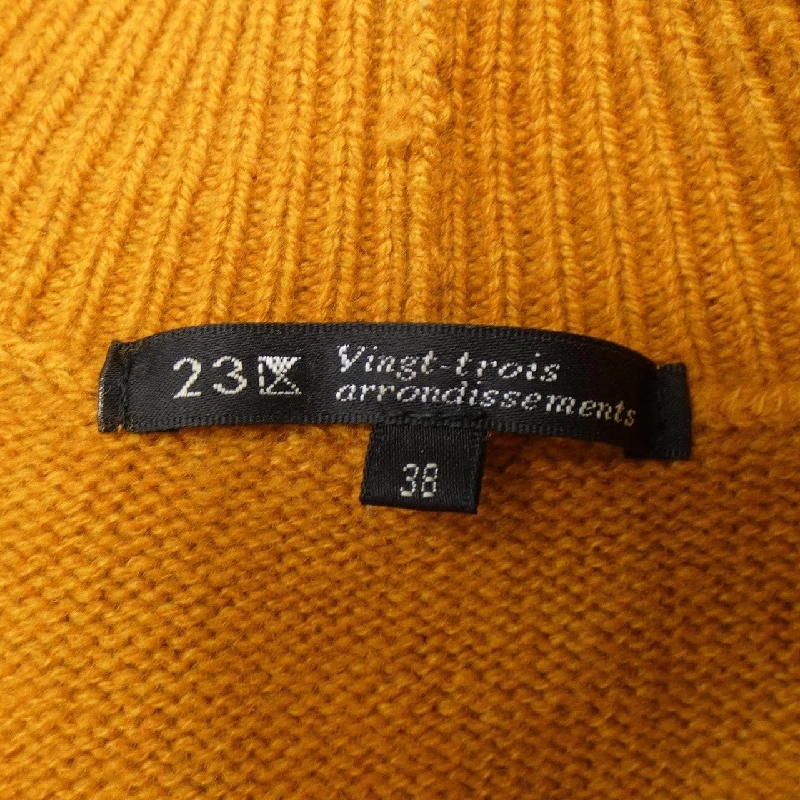 23区 Vingt-trois
arrondissements
38